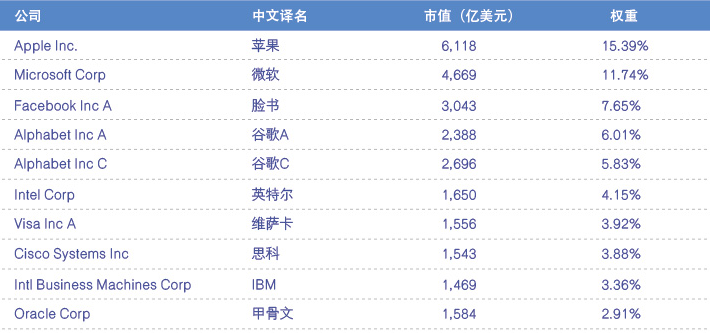 公司 中文译名 市值（亿美元） 权重
Apple Inc. 苹果 6,118 15.39%
Microsoft Corp 微软 4,669 11.74%
Facebook Inc A 脸书 3,043 7.65%
Alphabet Inc A 谷歌A 2,388 6.01%
Alphabet Inc C 谷歌C 2,696 5.83%
Intel Corp 英特尔 1,650 4.15%
Visa Inc A 维萨卡 1,556 3.92%
Cisco Systems Inc 思科 1,543 3.88%
Intl Business Machines Corp IBM 1,469 3.36%
Oracle Corp 甲骨文 1,584 2.91%